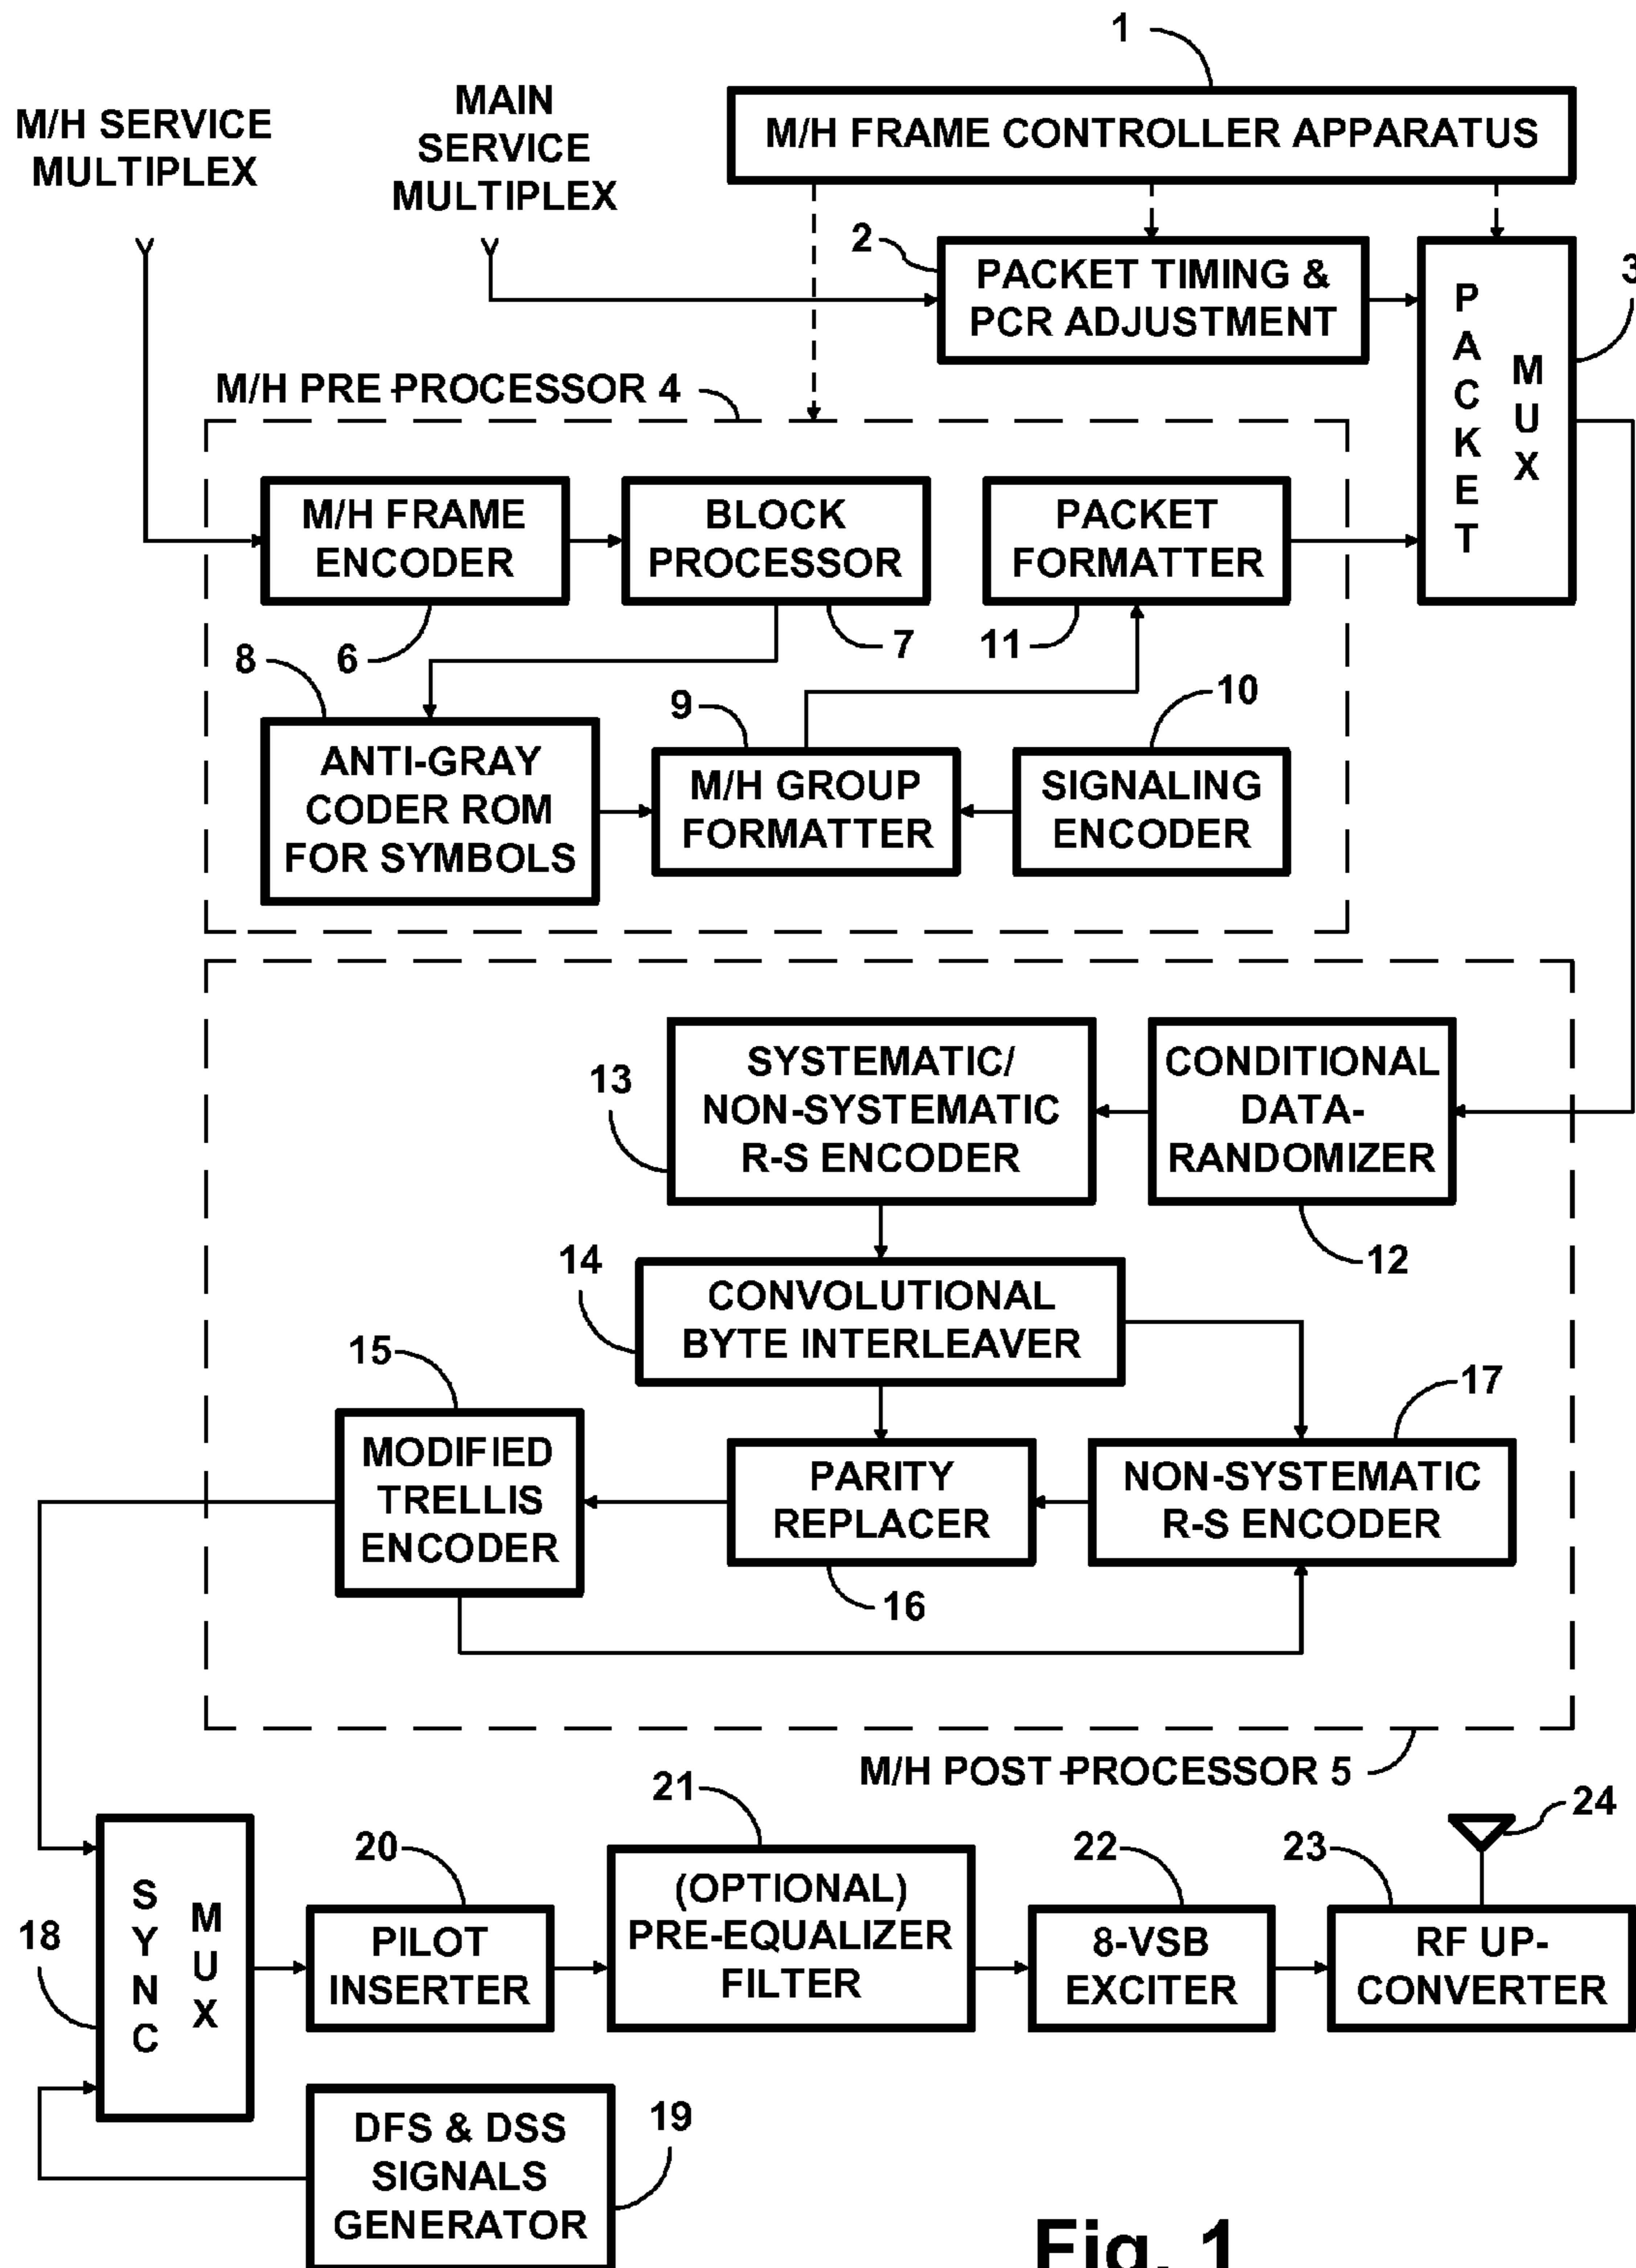 1
M/H SERVICE
MULTIPLEX
MAIN
SERVICE
MULTIPLEX
M/H FRAME CONTROLLER APPARATUS
2
PACKET TIMING &
PCR ADJUSTMENT
3
PACKET
MUX
M/H PRE-PROCESSOR 4
M/H FRAME
ENCODER
6
BLOCK
PROCESSOR
7
PACKET
FORMATTER
11
8
ANTI-GRAY
CODER ROM
FOR SYMBOLS
9
M/H GROUP
FORMATTER
10
SIGNALING
ENCODER
13
SYSTEMATIC/
NON-SYSTEMATIC
R-S ENCODER
CONDITIONAL
DATA-
RANDOMIZER
12
14
CONVOLUTIONAL
BYTE INTERLEAVER
15
MODIFIED
TRELLIS
ENCODER
PARITY
REPLACER
16
17
NON-SYSTEMATIC
R-S ENCODER
M/H POST-PROCESSOR 5
18
SYNC
MUX
20
PILOT
INSERTER
21
(OPTIONAL)
PRE-EQUALIZER
FILTER
22
8-VSB
EXCITER
23
RF UP-
CONVERTER
24
DFS & DSS
SIGNALS
GENERATOR
19
Fig. 1